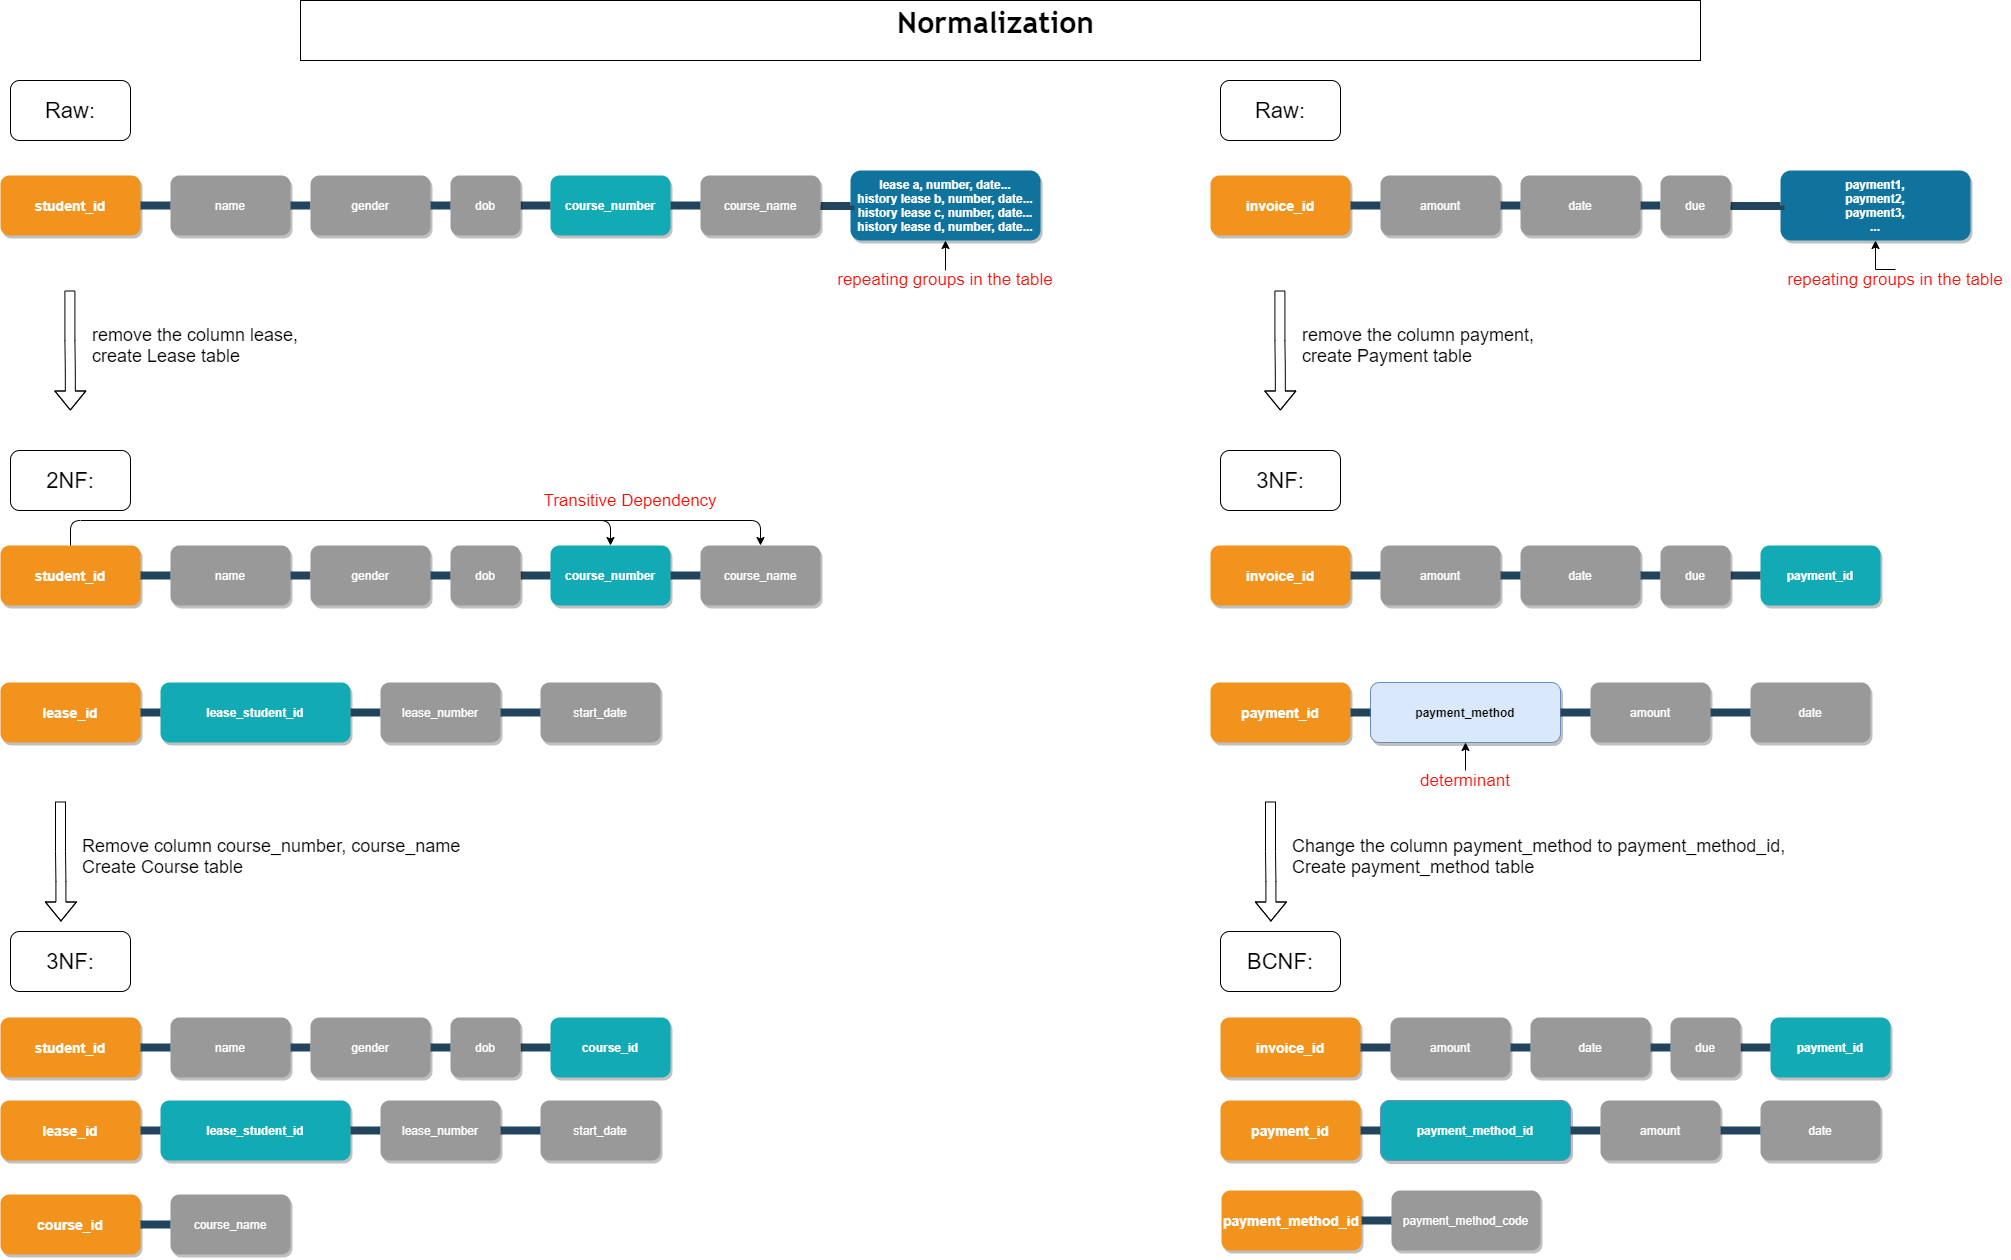 Normalization
Raw:
student_id
name
gender
dob
course_number
course_name
lease a, number, date...
history lease b, number, date...
history lease c, number, date...
history lease d, number, date...
repeating groups in the table
remove the column lease,
create Lease table
2NF:
Transitive Dependency
student_id
name
gender
dob
course_number
course_name
lease_id
lease_student_id
lease_number
start_date
Remove column course_number, course_name
Create Course table
3NF:
student_id
name
gender
dob
course_id
lease_id
lease_student_id
lease_number
start_date
course_id
course_name
Raw:
invoice_id
amount
date
due
payment1,
payment2,
payment3,
...
repeating groups in the table
remove the column payment,
create Payment table
3NF:
invoice_id
amount
date
due
payment_id
payment_id
payment_method
amount
date
determinant
Change the column payment_method to payment_method_id,
Create payment_method table
BCNF:
invoice_id
amount
date
due
payment_id
payment_id
payment_method_id
amount
date
payment_method_id
payment_method_code